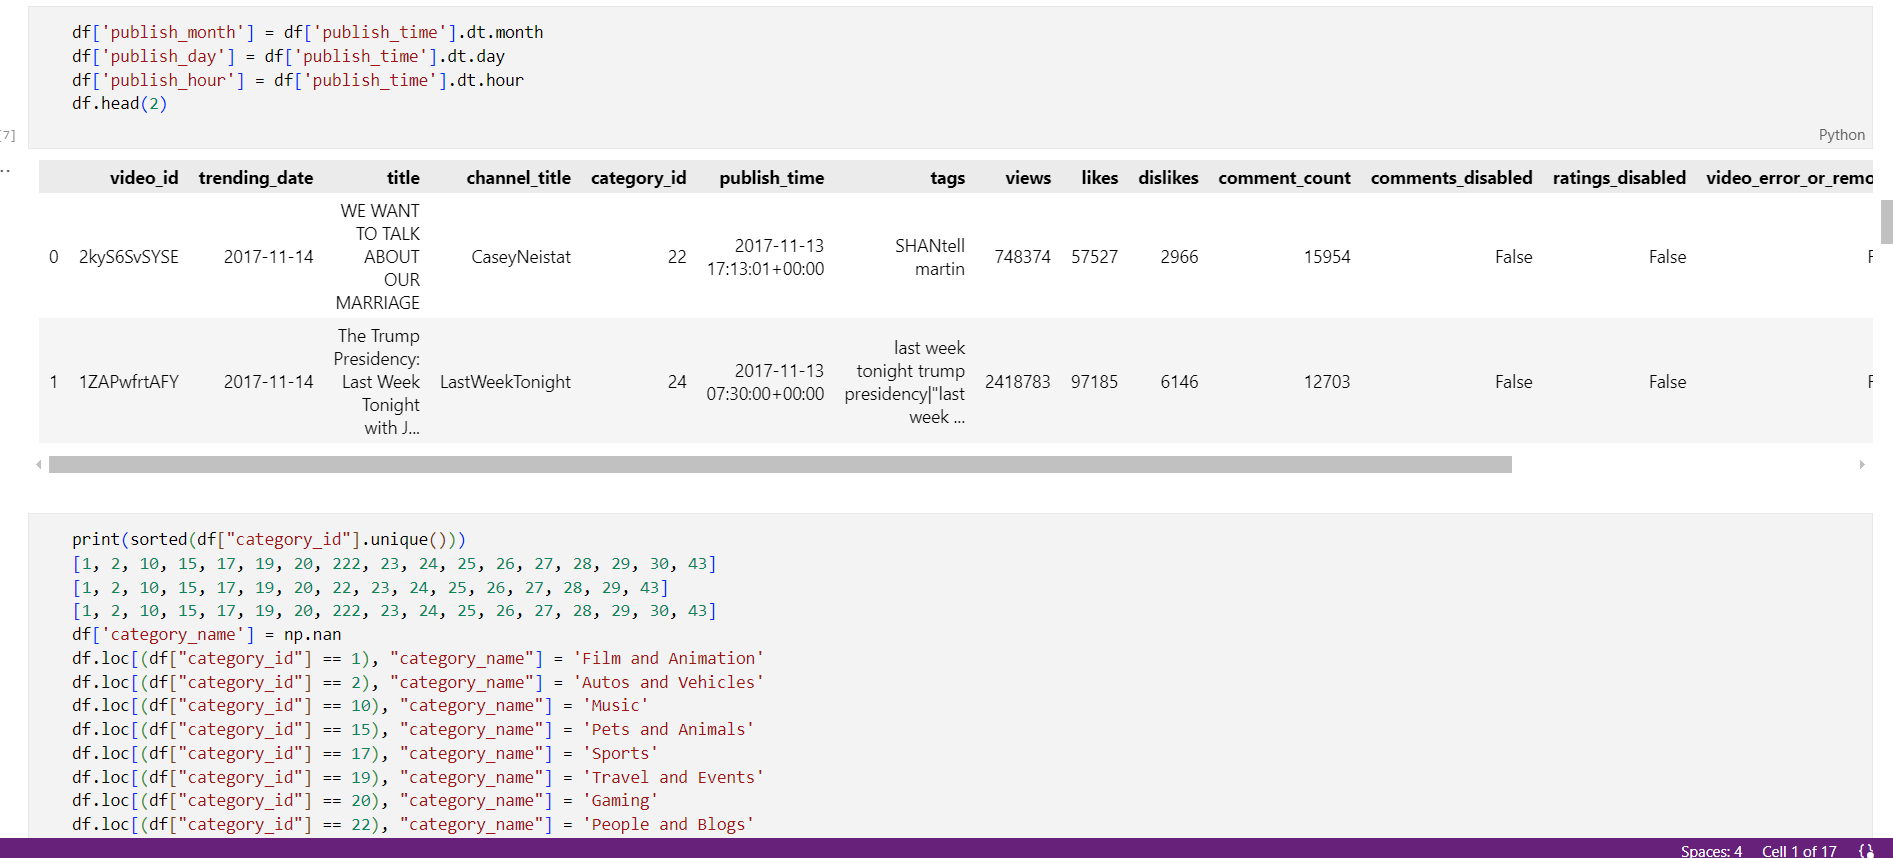 df['publish_month'] = df['publish_time'].dt.month
df['publish_day'] = df['publish_time'].dt.day
df['publish_hour'] = df['publish_time'].dt.hour
df.head(2)
[7]
Python
..
video_id trending_date title channel_title category_id publish_time tags views likes dislikes comment_count comments_disabled ratings_disabled video_error_or_remo
0 2kyS6SvSYSE 2017-11-14 WE WANT TO TALK ABOUT OUR MARRIAGE CaseyNeistat 22 2017-11-13 17:13:01+00:00 SHANtell martin 748374 57527 2966 15954 False False F
1 1ZAPwfrtAFY 2017-11-14 The Trump Presidency: Last Week Tonight with J... LastWeekTonight 24 2017-11-13 07:30:00+00:00 last week tonight trump presidency|"last week ... 2418783 97185 6146 12703 False False F
print(sorted(df["category_id"].unique()))
[1, 2, 10, 15, 17, 19, 20, 222, 23, 24, 25, 26, 27, 28, 29, 30, 43]
[1, 2, 10, 15, 17, 19, 20, 22, 23, 24, 25, 26, 27, 28, 29, 43]
[1, 2, 10, 15, 17, 19, 20, 222, 23, 24, 25, 26, 27, 28, 29, 30, 43]
df['category_name'] = np.nan
df.loc[(df["category_id"] == 1), "category_name"] = 'Film and Animation'
df.loc[(df["category_id"] == 2), "category_name"] = 'Autos and Vehicles'
df.loc[(df["category_id"] == 10), "category_name"] = 'Music'
df.loc[(df["category_id"] == 15), "category_name"] = 'Pets and Animals'
df.loc[(df["category_id"] == 17), "category_name"] = 'Sports'
df.loc[(df["category_id"] == 19), "category_name"] = 'Travel and Events'
df.loc[(df["category_id"] == 20), "category_name"] = 'Gaming'
df.loc[(df["category_id"] == 22), "category_name"] = 'People and Blogs'
Spaces: 4 Cell 1 of 17